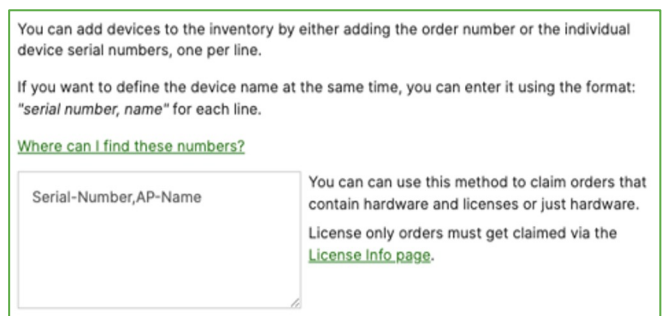 You can add devices to the inventory by either adding the order number or the individual
device serial numbers, one per line.
If you want to define the device name at the same time, you can enter it using the format:
"serial number, name" for each line.
Where can I find these numbers?
Serial-Number,AP-Name
You can can use this method to claim orders that
contain hardware and licenses or just hardware.
License only orders must get claimed via the
License Info page.